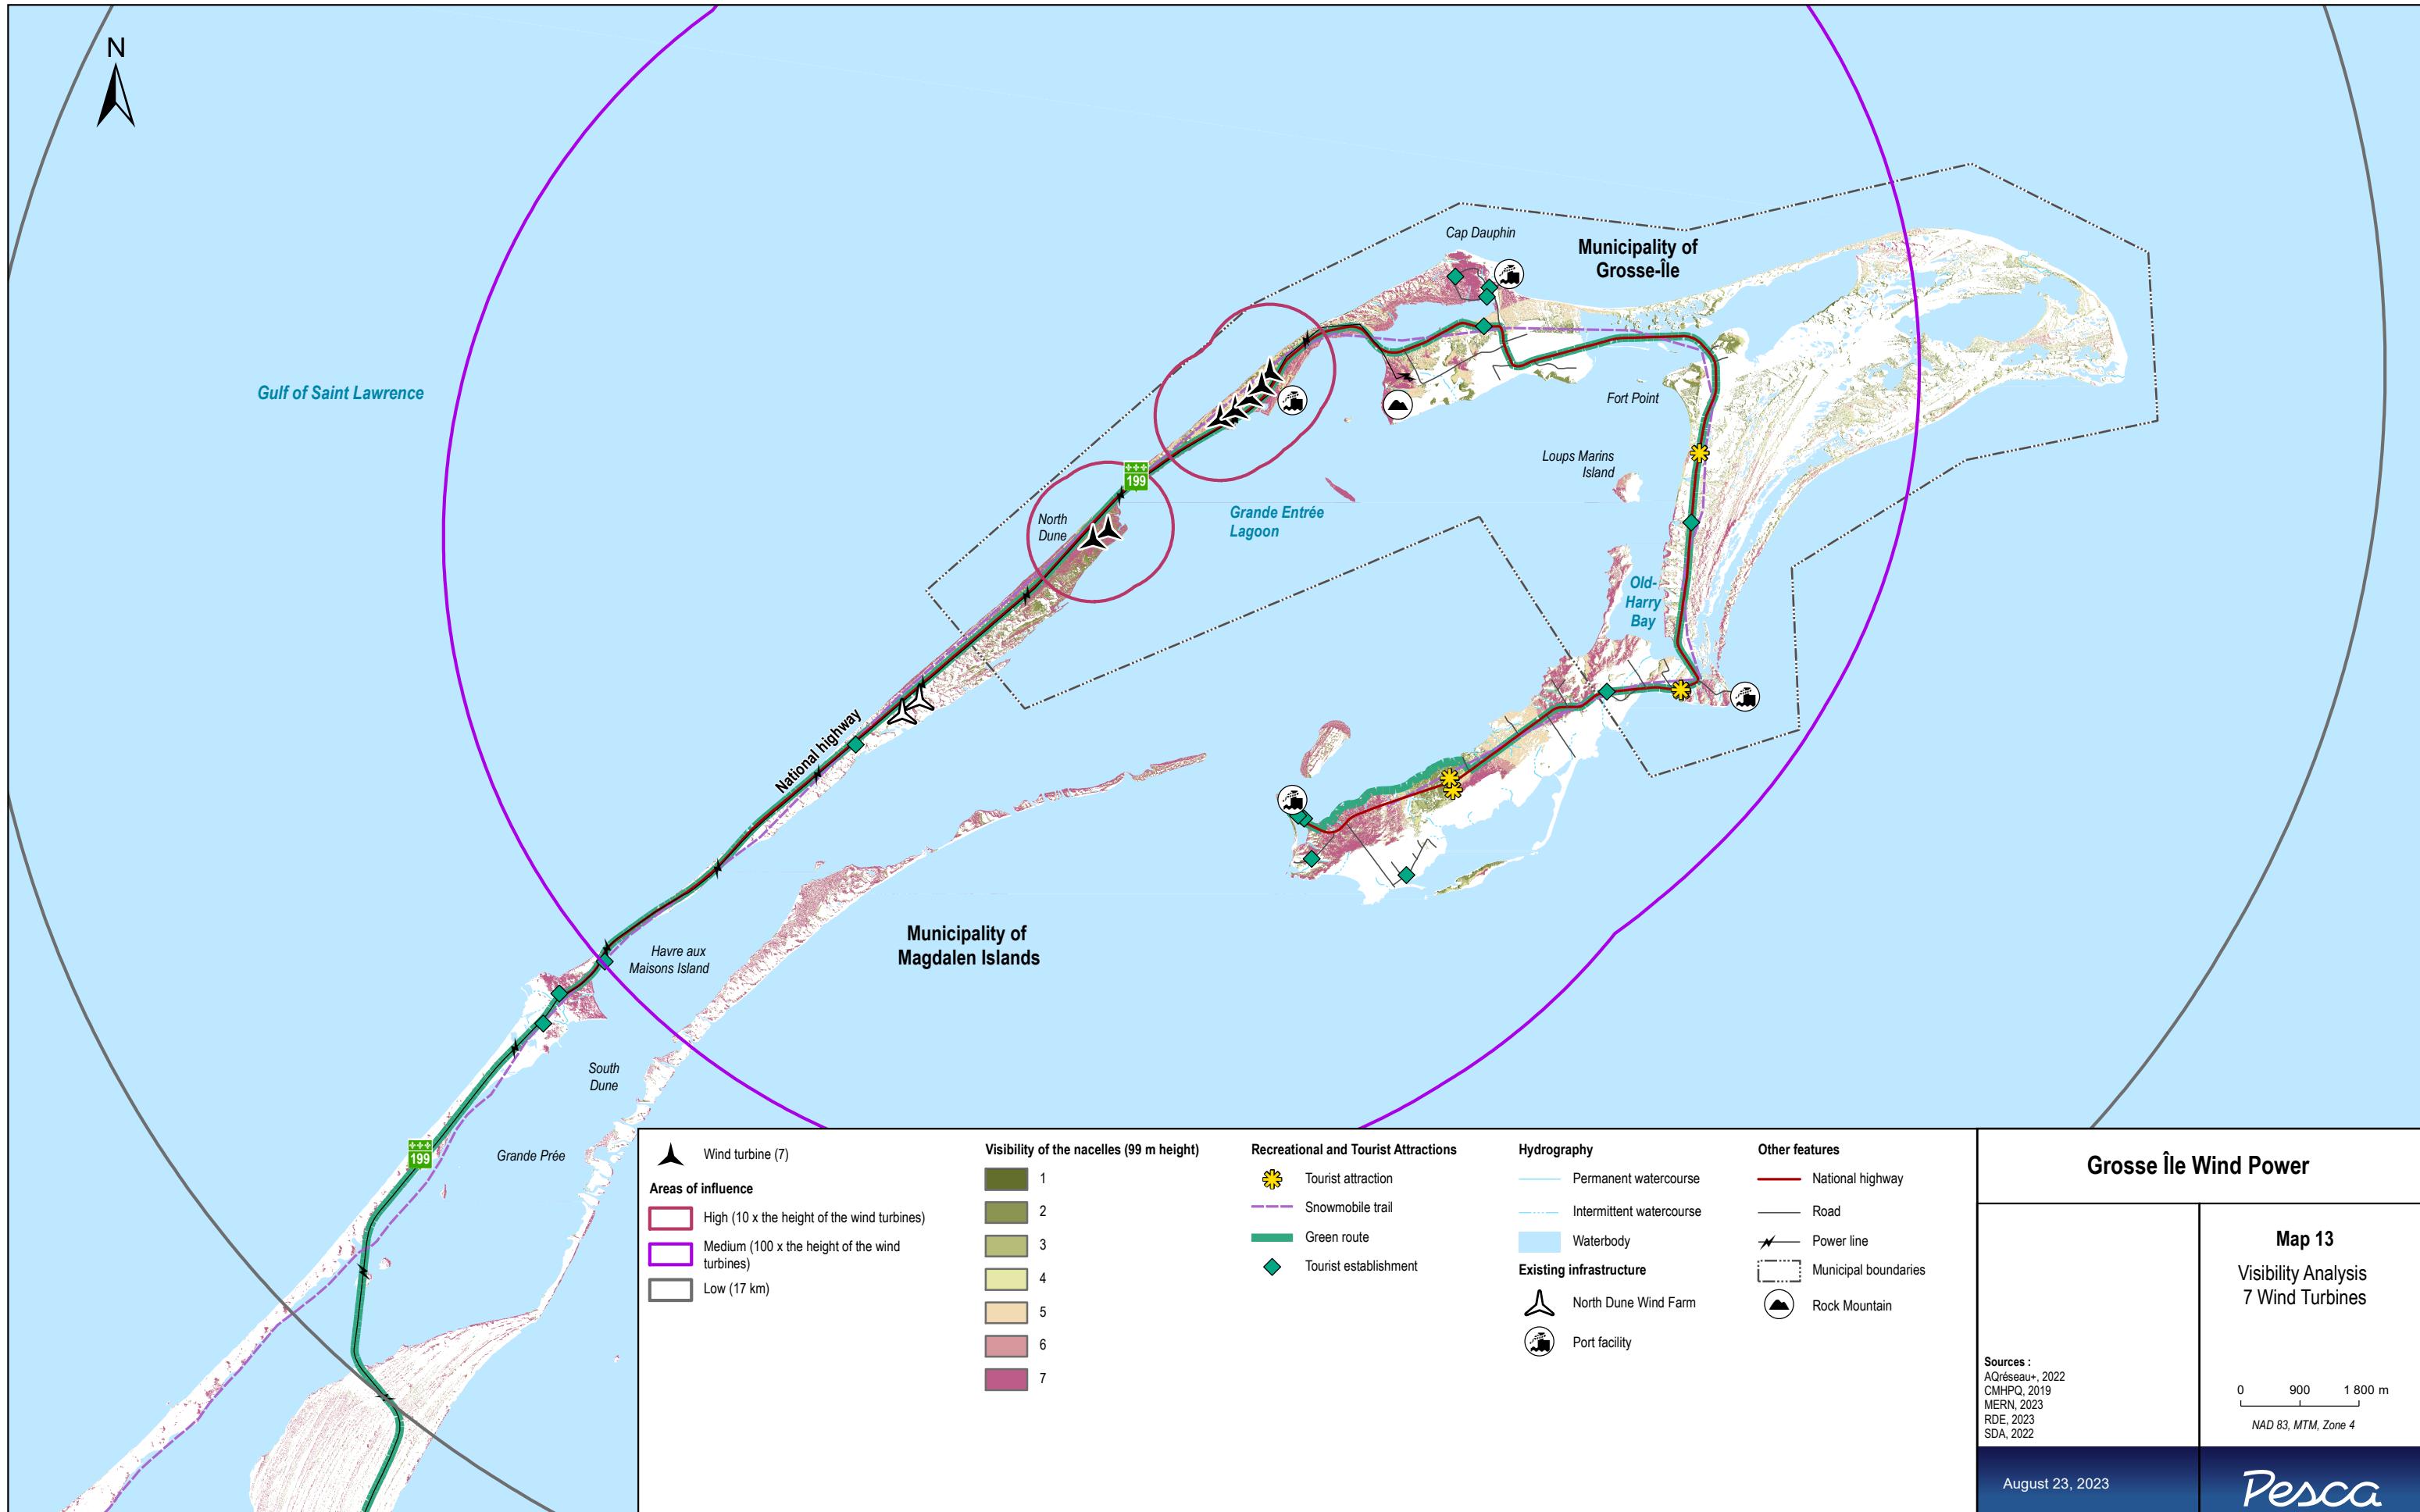 N
Gulf of Saint Lawrence
Cap Dauphin
Municipality of
Grosse-Île
Fort Point
Loups Marins
Island
199
North
Dune
Grande Entrée
Lagoon
Old-
Harry
Bay
National highway
Municipality of
Magdalen Islands
Havre aux
Maisons Island
South
Dune
199
Grande Prée
Wind turbine (7)
Areas of influence
High (10 x the height of the wind turbines)
Medium (100 x the height of the wind
turbines)
Low (17 km)
Visibility of the nacelles (99 m height)
1
2
3
4
5
6
7
Recreational and Tourist Attractions
Tourist attraction
Snowmobile trail
Green route
Tourist establishment
Hydrography
Permanent watercourse
Intermittent watercourse
Waterbody
Existing infrastructure
North Dune Wind Farm
Port facility
Other features
National highway
Road
Power line
Municipal boundaries
Rock Mountain
Grosse Île Wind Power
Map 13
Visibility Analysis
7 Wind Turbines
Sources :
AQréseau+, 2022
CMHPQ, 2019
MERN, 2023
RDE, 2023
SDA, 2022
0 900 1 800 m
NAD 83, MTM, Zone 4
August 23, 2023
Pesca